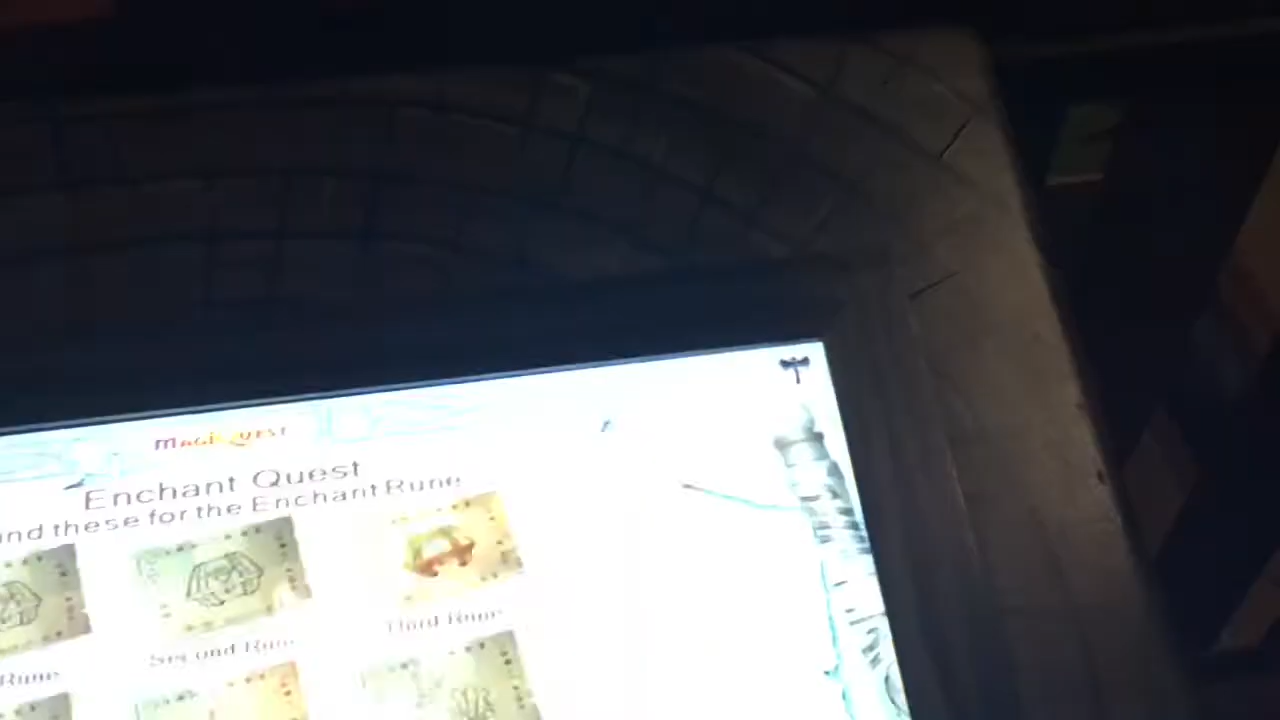 MagiQuest
Enchant Quest
nd these for the Enchant Rune
Rune
Second Rune
Third Rune